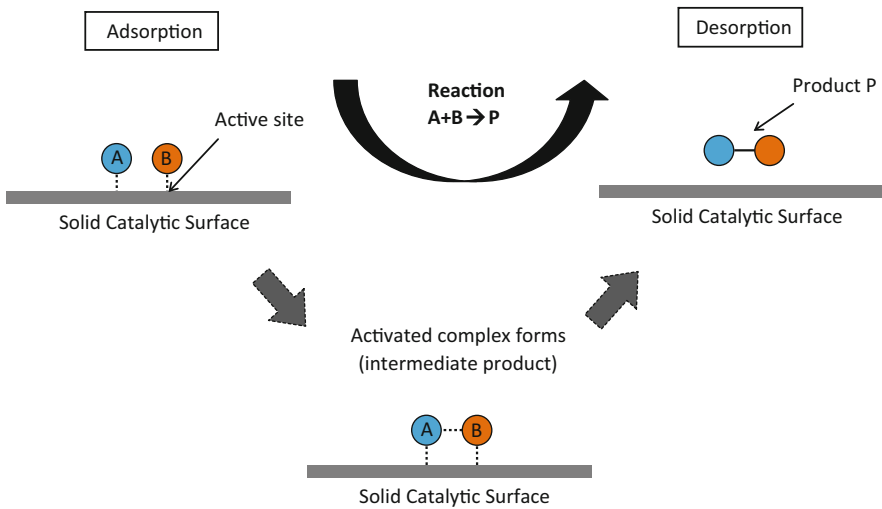 Adsorption
Desorption
Reaction
A+B→P
Product P
Active site
A
B
Solid Catalytic Surface
Solid Catalytic Surface
Activated complex forms
(intermediate product)
A
B
Solid Catalytic Surface